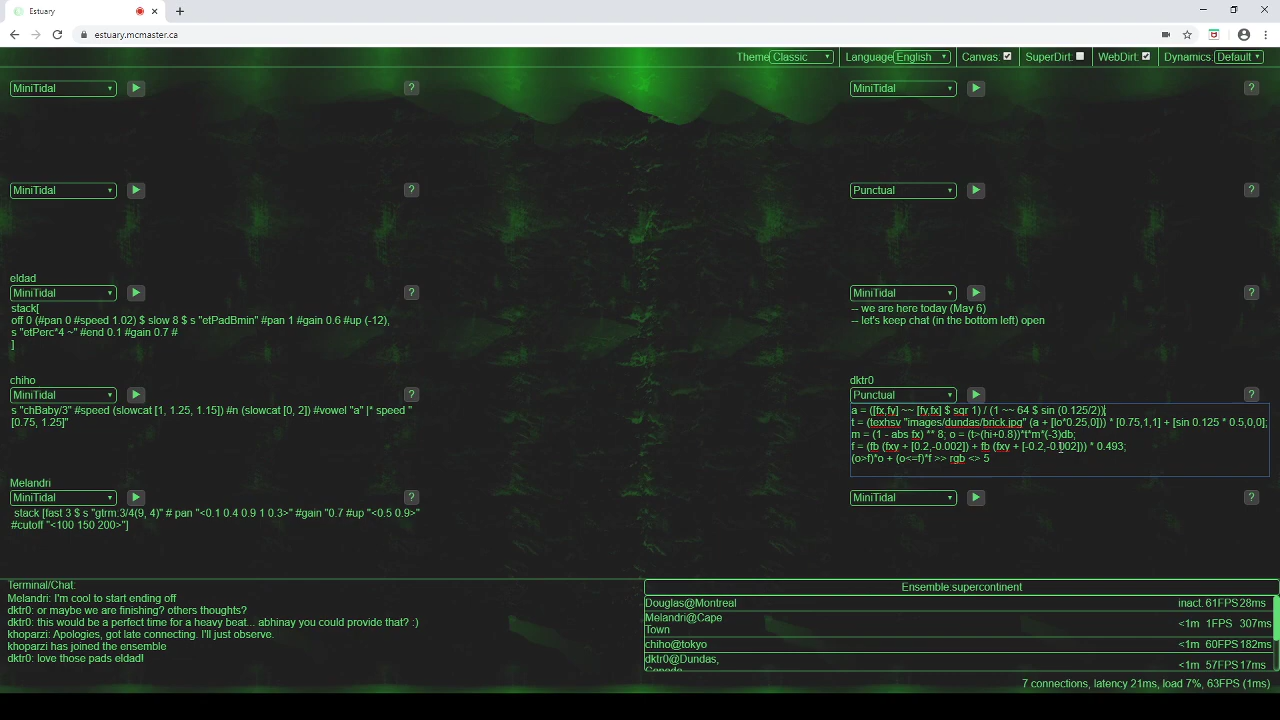 Estuary
estuary.mcmaster.ca
Theme Classic Language English Canvas: SuperDirt: WebDirt: Dynamics: Default
MiniTidal ?
MiniTidal ?
MiniTidal ?
Punctual ?
eldad
MiniTidal ?
stack[
off 0 (#pan 0 #speed 1.02) $ slow 8 $ s "etPadBmin" #pan 1 #gain 0.6 #up (-12),
s "etPerc*4 ~" #end 0.1 #gain 0.7 #
]
MiniTidal ?
-- we are here today (May 6)
-- let's keep chat (in the bottom left) open
chiho
MiniTidal ?
s "chBaby/3" #speed (slowcat [1, 1.25, 1.15]) #n (slowcat [0, 2]) #vowel "a" |* speed "
[0.75, 1.25]"
dktr0
Punctual ?
a = ([fx,fy] ~~ [fy,fx] $ sqr 1) / (1 ~~ 64 $ sin (0.125/2));
t = (texhsv "images/dundas/brick.jpg" (a + [lo*0.25,0])) * [0.75,1,1] + [sin 0.125 * 0.5,0,0];
m = (1 - abs fx) ** 8; o = (t>(hi+0.8))*t*m*(-3)db;
f = (fb (fxy + [0.2,-0.002]) + fb (fxy + [-0.2,-0.002])) * 0.493;
(o>f)*o + (o<=f)*f >> rgb <> 5
Melandri
MiniTidal ?
stack [fast 3 $ s "gtrm.3/4(9, 4)" # pan "<0.1 0.4 0.9 1 0.3>" #gain "0.7 #up "<0.5 0.9>"
#cutoff "<100 150 200>"]
MiniTidal ?
Terminal/Chat:
Melandri: I'm cool to start ending off
dktr0: or maybe we are finishing? others thoughts?
dktr0: this would be a perfect time for a heavy beat... abhinay you could provide that? :)
khoparzi: Apologies, got late connecting. I'll just observe.
khoparzi has joined the ensemble
dktr0: love those pads eldad!
Ensemble:supercontinent
Douglas@Montreal inact. 61FPS 28ms
Melandri@Cape
Town <1m 1FPS 307ms
chiho@tokyo <1m 60FPS 182ms
dktr0@Dundas,
Canada <1m 57FPS 17ms
7 connections, latency 21ms, load 7%, 63FPS (1ms)